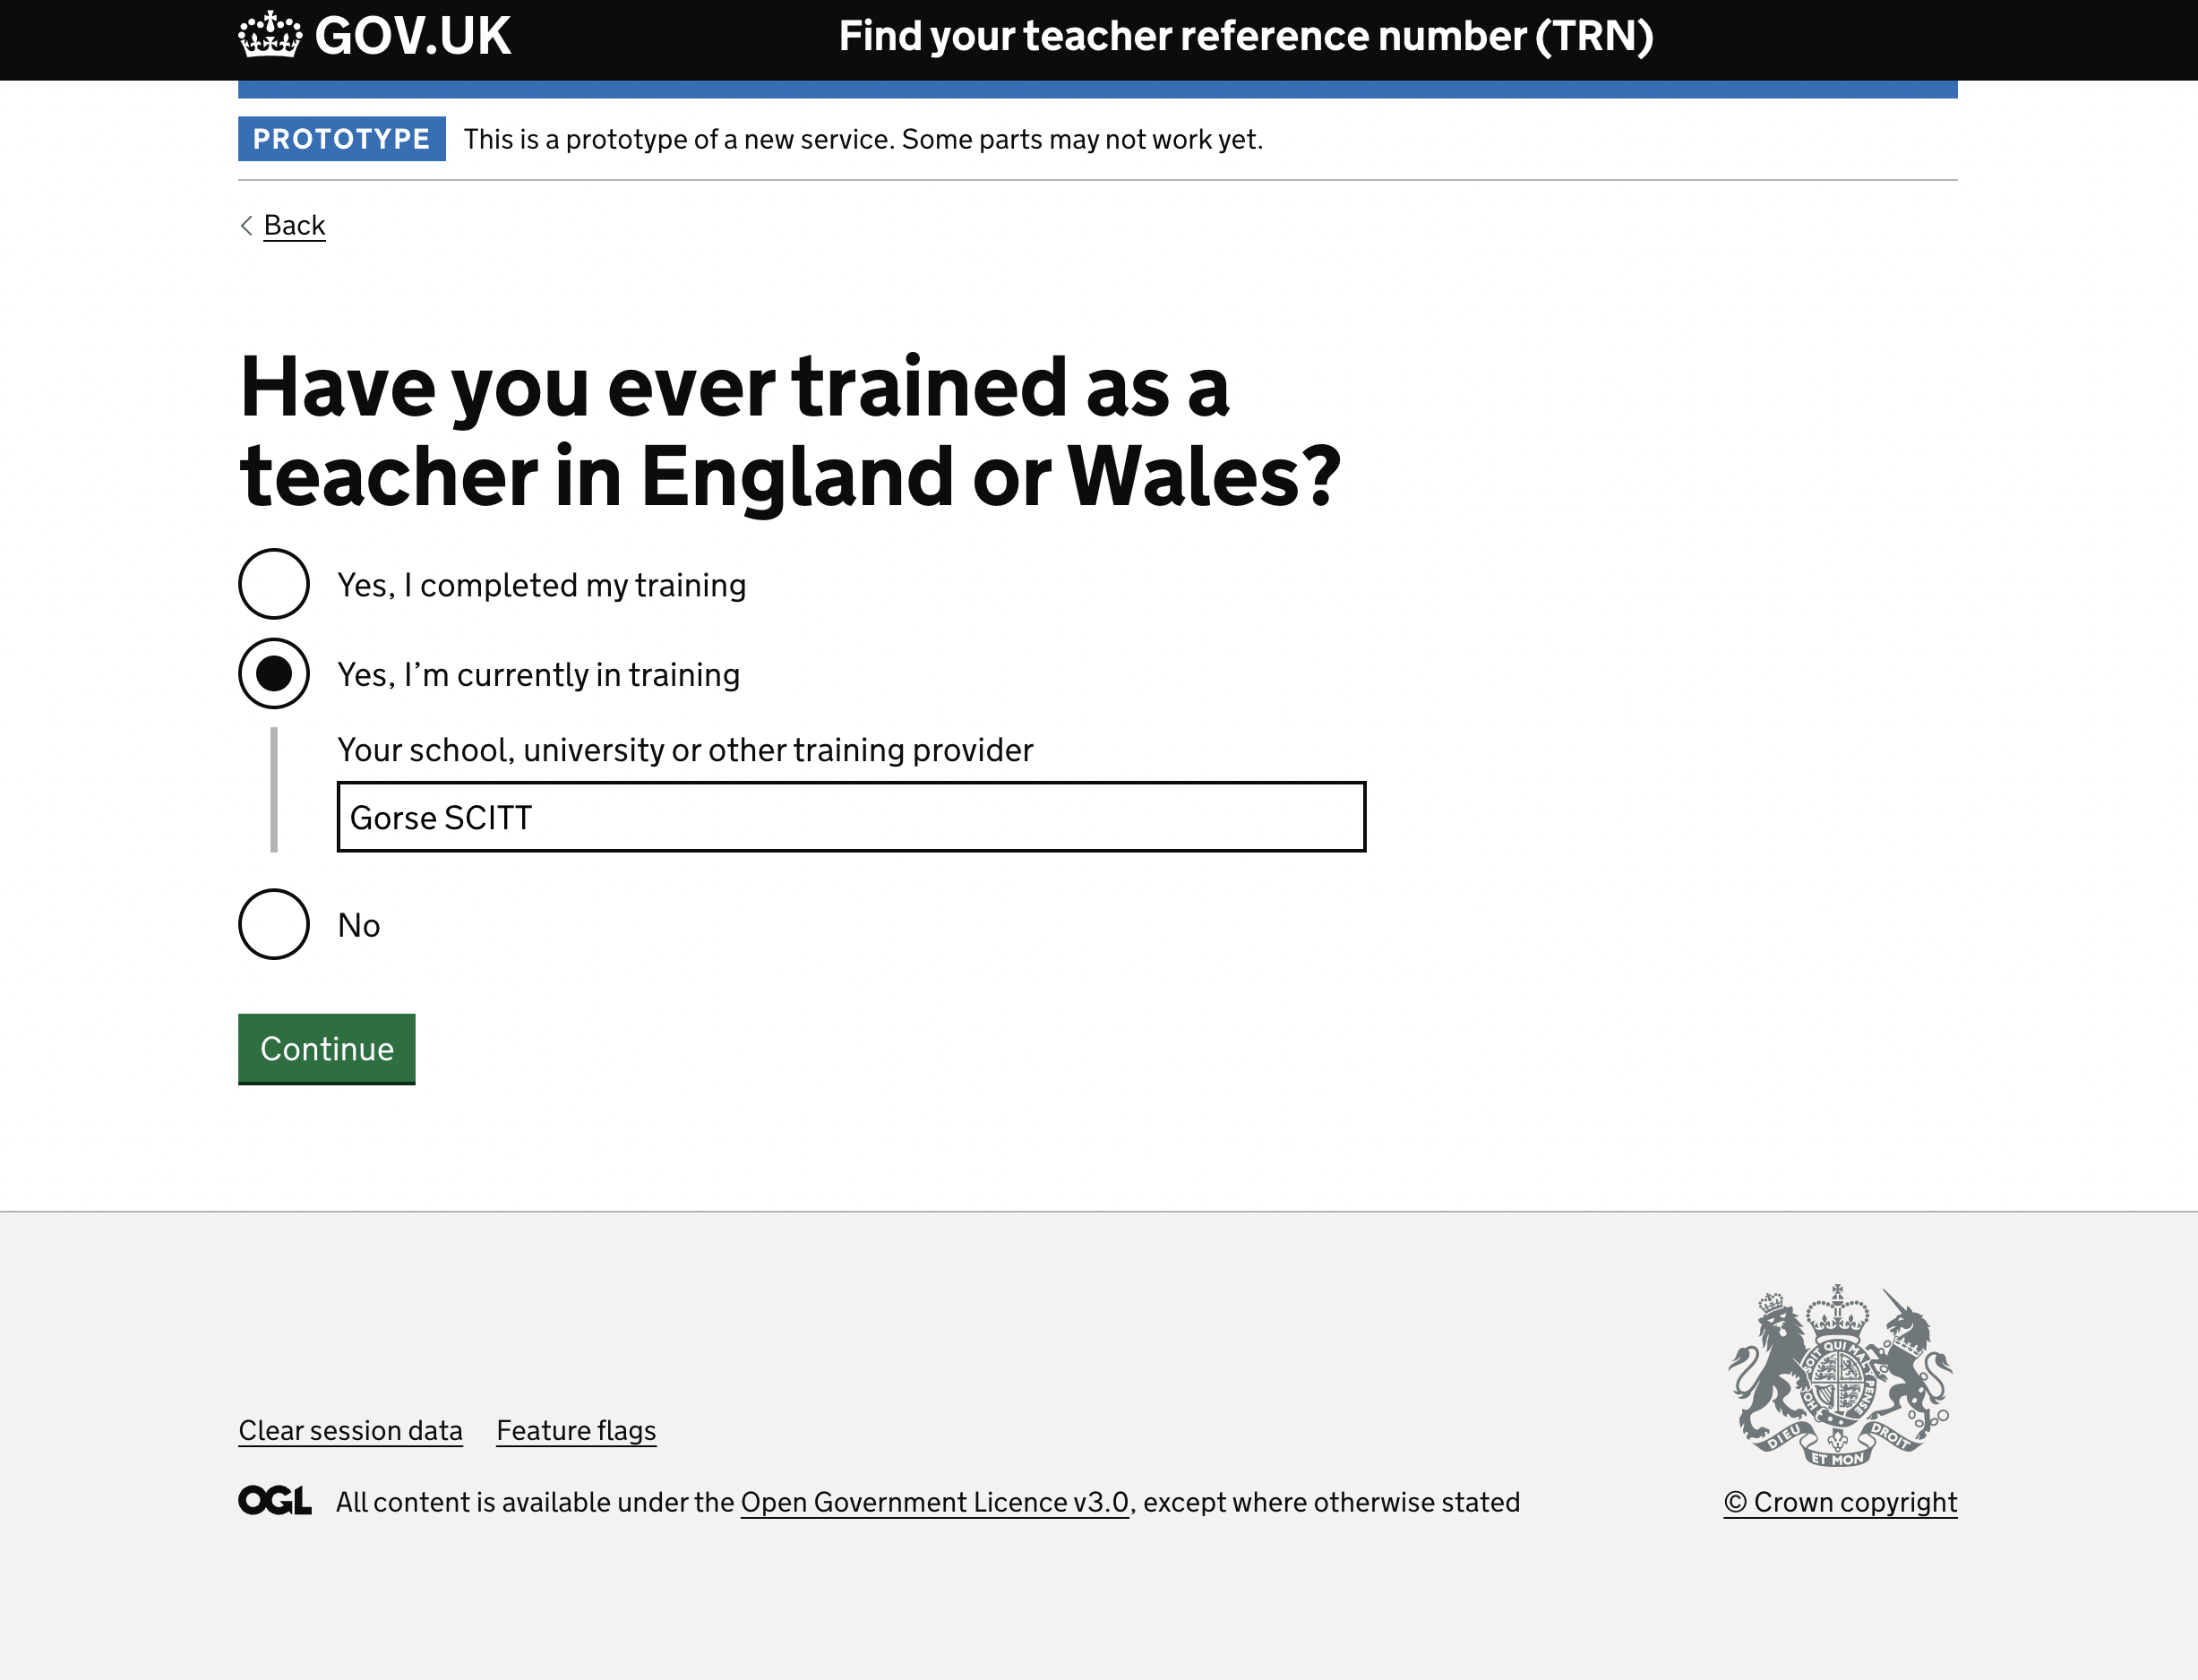 GOV.UK
Find your teacher reference number (TRN)
PROTOTYPE
This is a prototype of a new service. Some parts may not work yet.
Back
Have you ever trained as a
teacher in England or Wales?
Yes, I completed my training
Yes, I’m currently in training
Your school, university or other training provider
Gorse SCITT
No
Continue
Clear session data
Feature flags
OGL
All content is available under the Open Government Licence v3.0, except where otherwise stated
SOIT QUI MAL Y PENSE
HON
DIEU
ET MON
DROIT
© Crown copyright